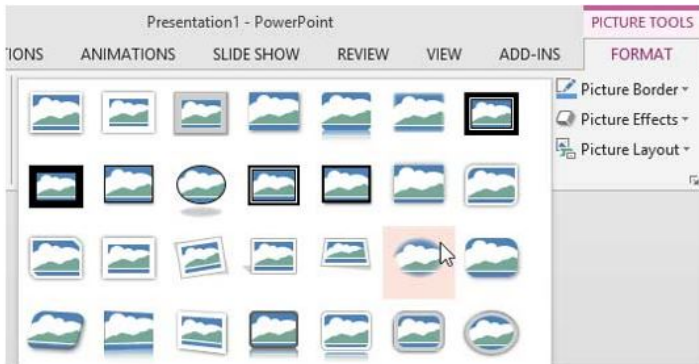 Presentation1 - PowerPoint
PICTURE TOOLS
ANIMATIONS SLIDE SHOW REVIEW VIEW ADD-INS FORMAT
Picture Border
Picture Effects
Picture Layout